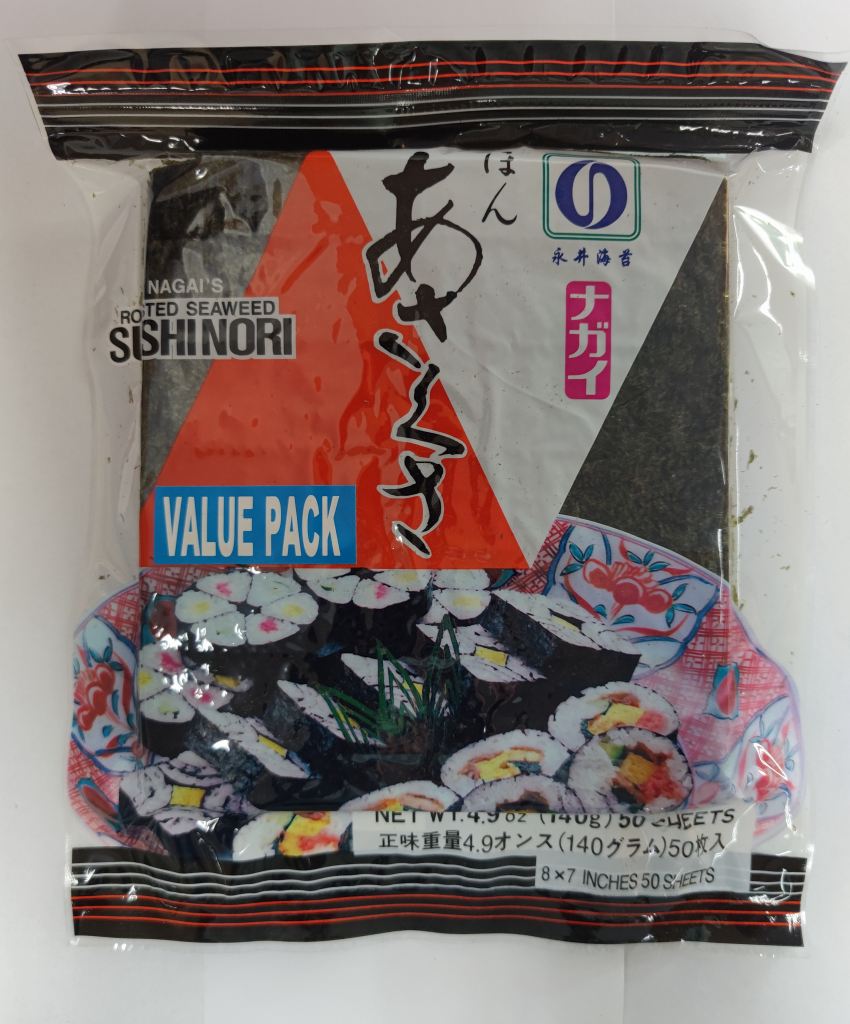 ほん
あさくさ
永井海苔
ナガイ
NAGAI'S
ROTED SEAWEED
SUSHI NORI
VALUE PACK
NET WT. 4.9 oz (140g) 50 SHEETS
正味重量4.9オンス(140グラム)50枚入
8×7 INCHES 50 SHEETS